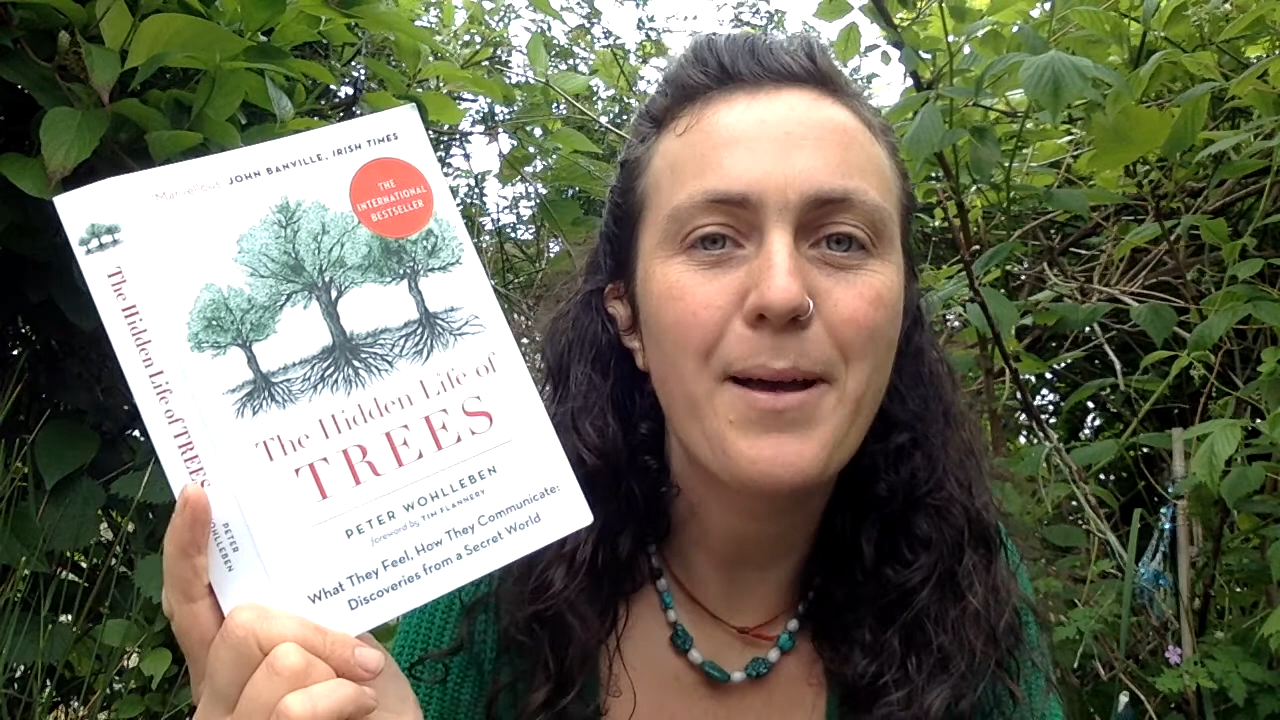 'Marvellous' JOHN BANVILLE, IRISH TIMES
THE
INTERNATIONAL
BESTSELLER
The Hidden Life of
TREES
PETER WOHLLEBEN
foreword by TIM FLANNERY
What They Feel, How They Communicate:
Discoveries from a Secret World
The Hidden Life of TREES
PETER
WOHLLEBEN